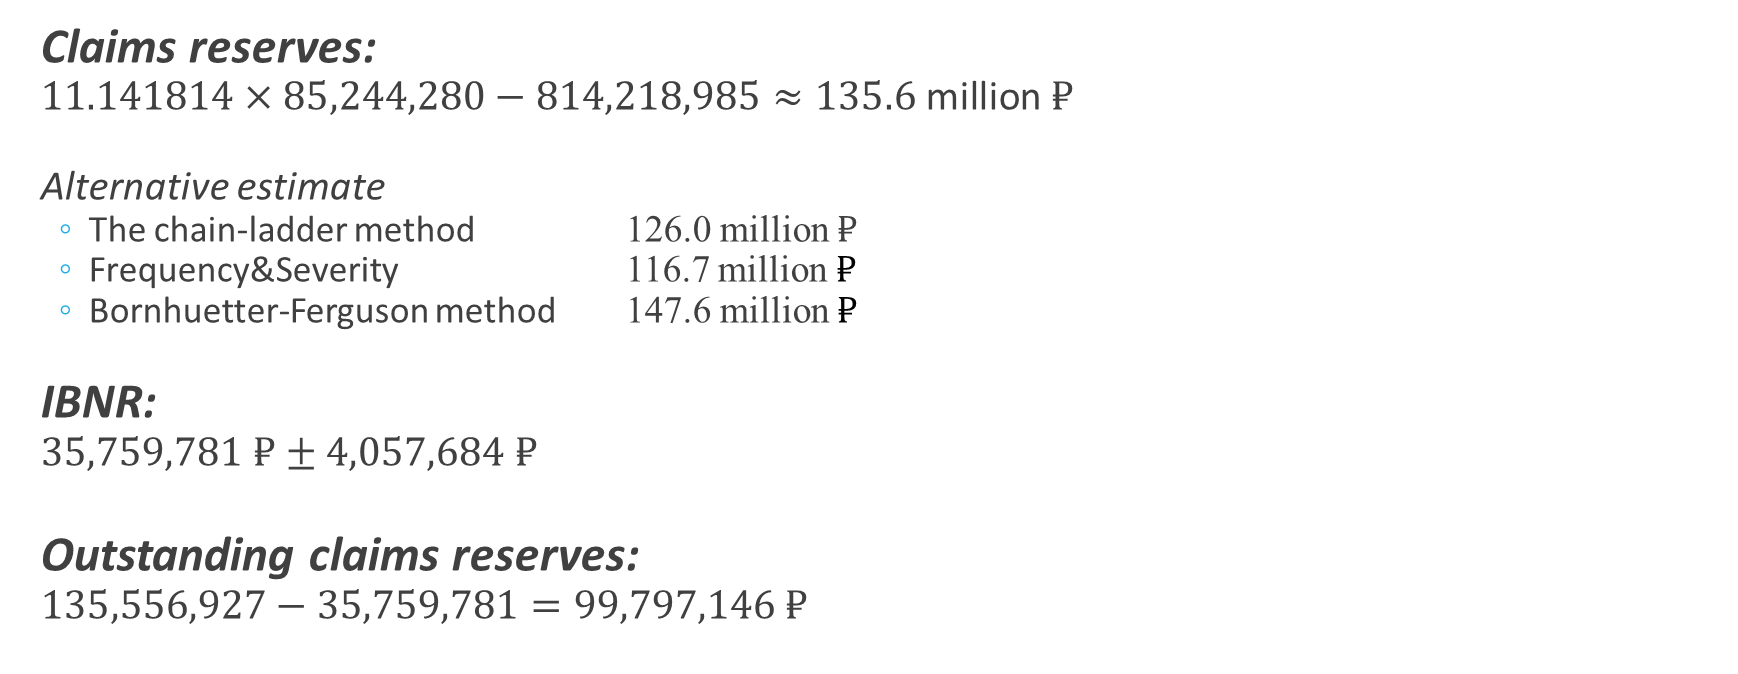 Claims reserves:
11.141814 × 85,244,280 − 814,218,985 ≈ 135.6 million ₽
Alternative estimate
◦ The chain-ladder method 126.0 million ₽
◦ Frequency&Severity 116.7 million ₽
◦ Bornhuetter-Ferguson method 147.6 million ₽
IBNR:
35,759,781 ₽ ± 4,057,684 ₽
Outstanding claims reserves:
135,556,927 − 35,759,781 = 99,797,146 ₽